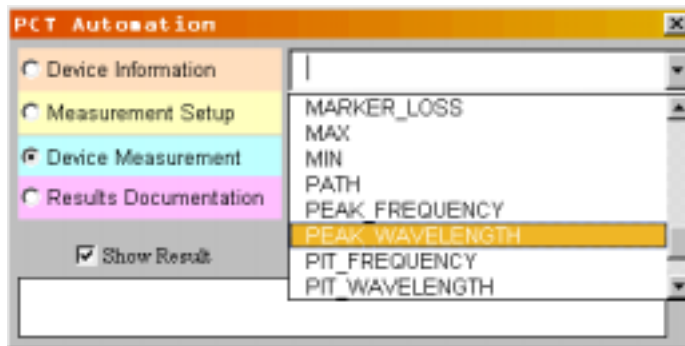 PCT Automation
Device Information
Measurement Setup
Device Measurement
Results Documentation
Show Result
MARKER_LOSS
MAX
MIN
PATH
PEAK_FREQUENCY
PEAK_WAVELENGTH
PIT_FREQUENCY
PIT_WAVELENGTH